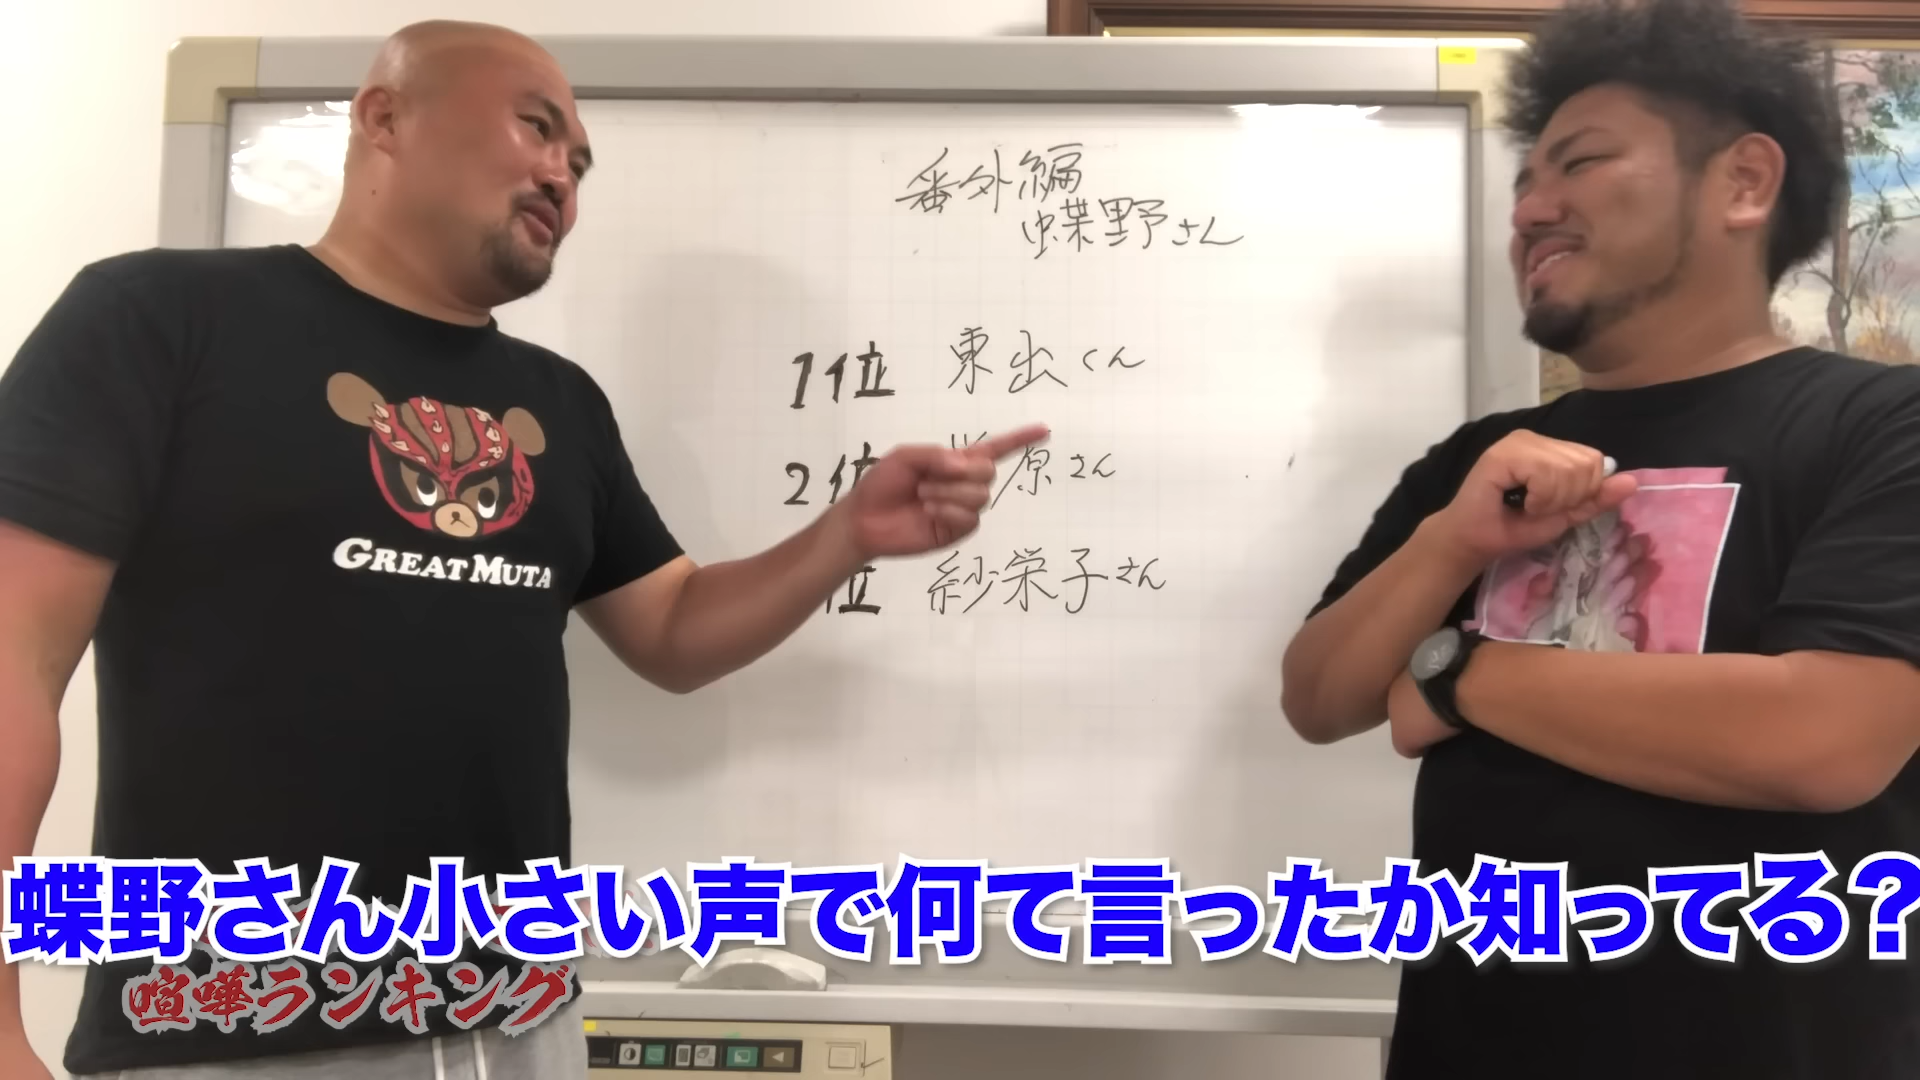 番外編
蝶野さん
1位 東出くん
2位 原さん
位 紗栄子さん
GREAT MUTA
蝶野さん小さい声で何て言ったか知ってる?
喧嘩ランキング